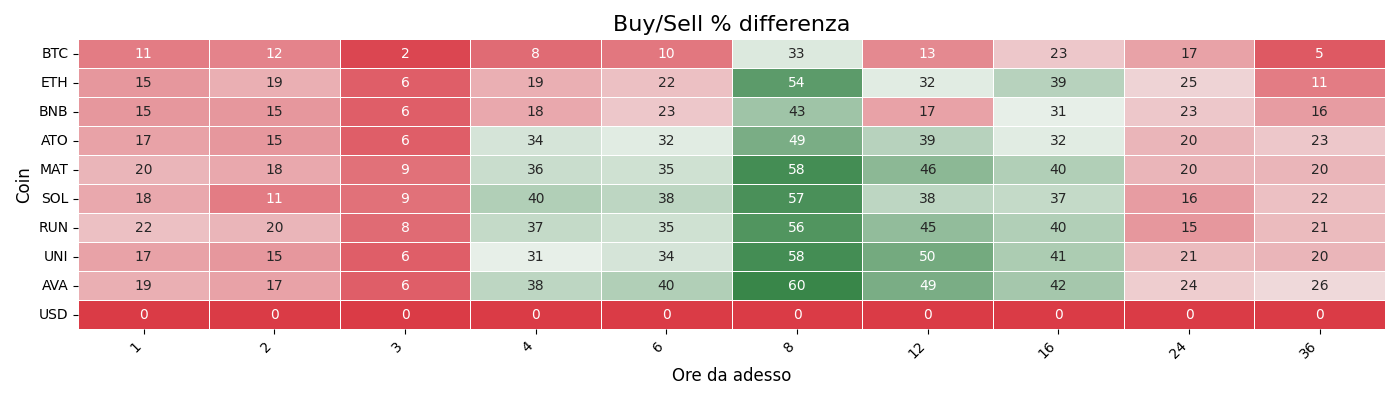 Buy/Sell % differenza
Coin
BTC 11 12 2 8 10 33 13 23 17 5
ETH 15 19 6 19 22 54 32 39 25 11
BNB 15 15 6 18 23 43 17 31 23 16
ATO 17 15 6 34 32 49 39 32 20 23
MAT 20 18 9 36 35 58 46 40 20 20
SOL 18 11 9 40 38 57 38 37 16 22
RUN 22 20 8 37 35 56 45 40 15 21
UNI 17 15 6 31 34 58 50 41 21 20
AVA 19 17 6 38 40 60 49 42 24 26
USD 0 0 0 0 0 0 0 0 0 0
1 2 3 4 6 8 12 16 24 36
Ore da adesso